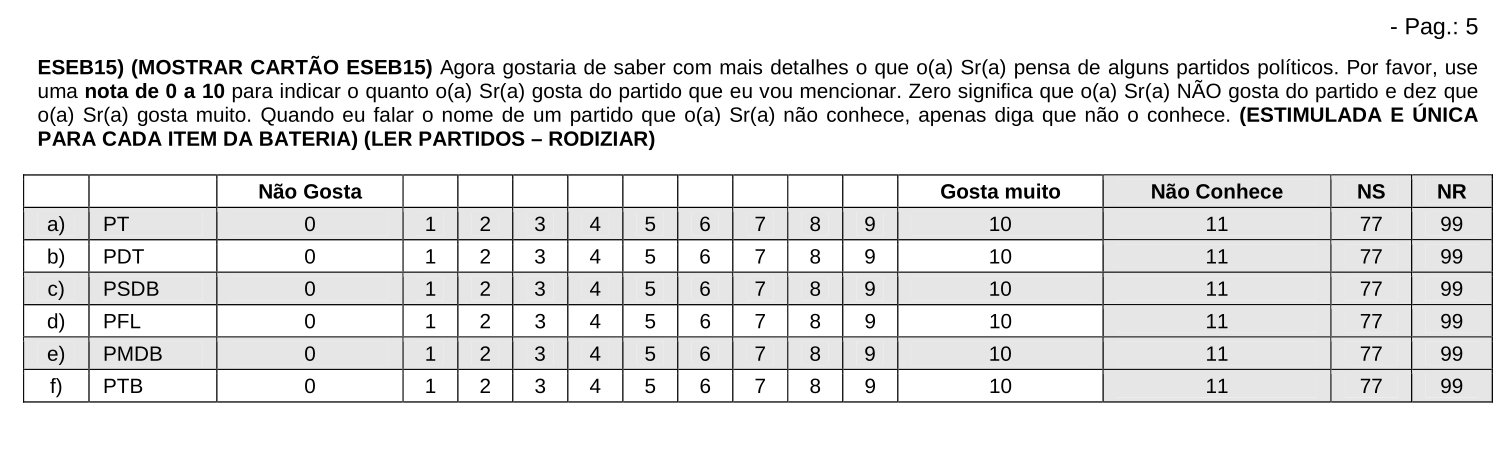 - Pag.: 5
ESEB15) (MOSTRAR CARTÃO ESEB15) Agora gostaria de saber com mais detalhes o que o(a) Sr(a) pensa de alguns partidos políticos. Por favor, use
uma nota de 0 a 10 para indicar o quanto o(a) Sr(a) gosta do partido que eu vou mencionar. Zero significa que o(a) Sr(a) NÃO gosta do partido e dez que
o(a) Sr(a) gosta muito. Quando eu falar o nome de um partido que o(a) Sr(a) não conhece, apenas diga que não o conhece. (ESTIMULADA E ÚNICA
PARA CADA ITEM DA BATERIA) (LER PARTIDOS – RODIZIAR)
Não Gosta Gosta muito Não Conhece NS NR
a) PT 0 1 2 3 4 5 6 7 8 9 10 11 77 99
b) PDT 0 1 2 3 4 5 6 7 8 9 10 11 77 99
c) PSDB 0 1 2 3 4 5 6 7 8 9 10 11 77 99
d) PFL 0 1 2 3 4 5 6 7 8 9 10 11 77 99
e) PMDB 0 1 2 3 4 5 6 7 8 9 10 11 77 99
f) PTB 0 1 2 3 4 5 6 7 8 9 10 11 77 99